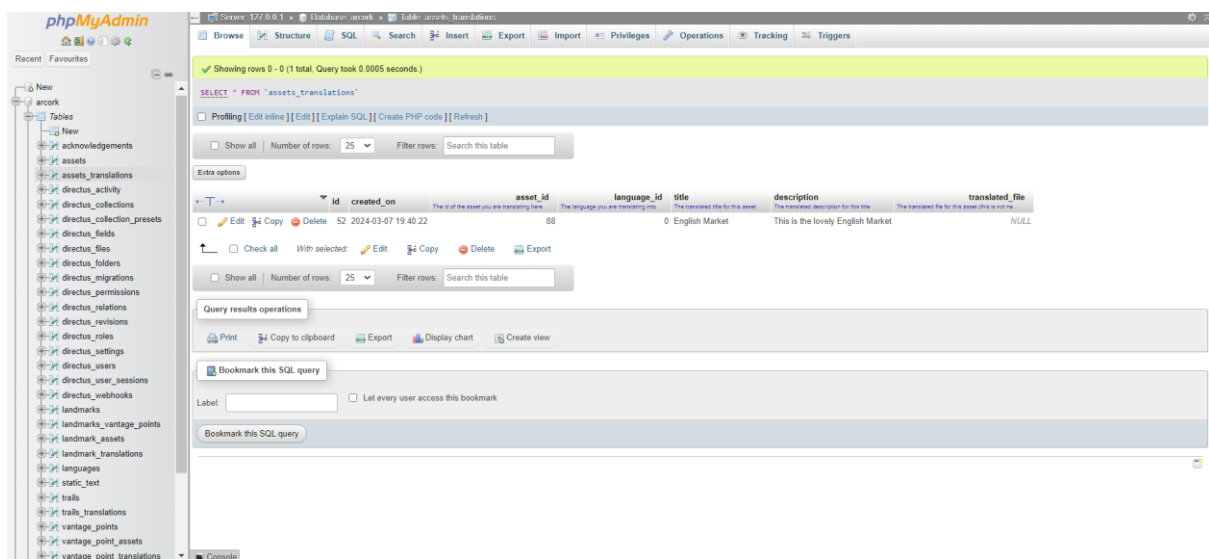 phpMyAdmin
Recent Favourites
New
arcork
Tables
New
acknowledgements
assets
assets_translations
directus_activity
directus_collections
directus_collection_presets
directus_fields
directus_files
directus_folders
directus_migrations
directus_permissions
directus_relations
directus_revisions
directus_roles
directus_settings
directus_users
directus_user_sessions
directus_webhooks
landmarks
landmarks_vantage_points
landmark_assets
landmark_translations
languages
static_text
trails
trails_translations
vantage_points
vantage_point_assets
vantage_point_translations
Server: 127.0.0.1 » Database: arcork » Table: assets_translations
Browse Structure SQL Search Insert Export Import Privileges Operations Tracking Triggers
Showing rows 0 - 0 (1 total, Query took 0.0005 seconds.)
SELECT * FROM `assets_translations`
Profiling [ Edit inline ] [ Edit ] [ Explain SQL ] [ Create PHP code ] [ Refresh ]
Show all | Number of rows: 25 Filter rows: Search this table
Extra options
←T→ id created_on asset_id language_id title description translated_file
The id of the asset you are translating here The language you are translating into The translated title for this asset The translated description for this title The translated file for this asset (this is not ne...
Edit Copy Delete 52 2024-03-07 19:40:22 88 0 English Market This is the lovely English Market NULL
Check all With selected: Edit Copy Delete Export
Show all | Number of rows: 25 Filter rows: Search this table
Query results operations
Print Copy to clipboard Export Display chart Create view
Bookmark this SQL query
Label: Let every user access this bookmark
Bookmark this SQL query
Console